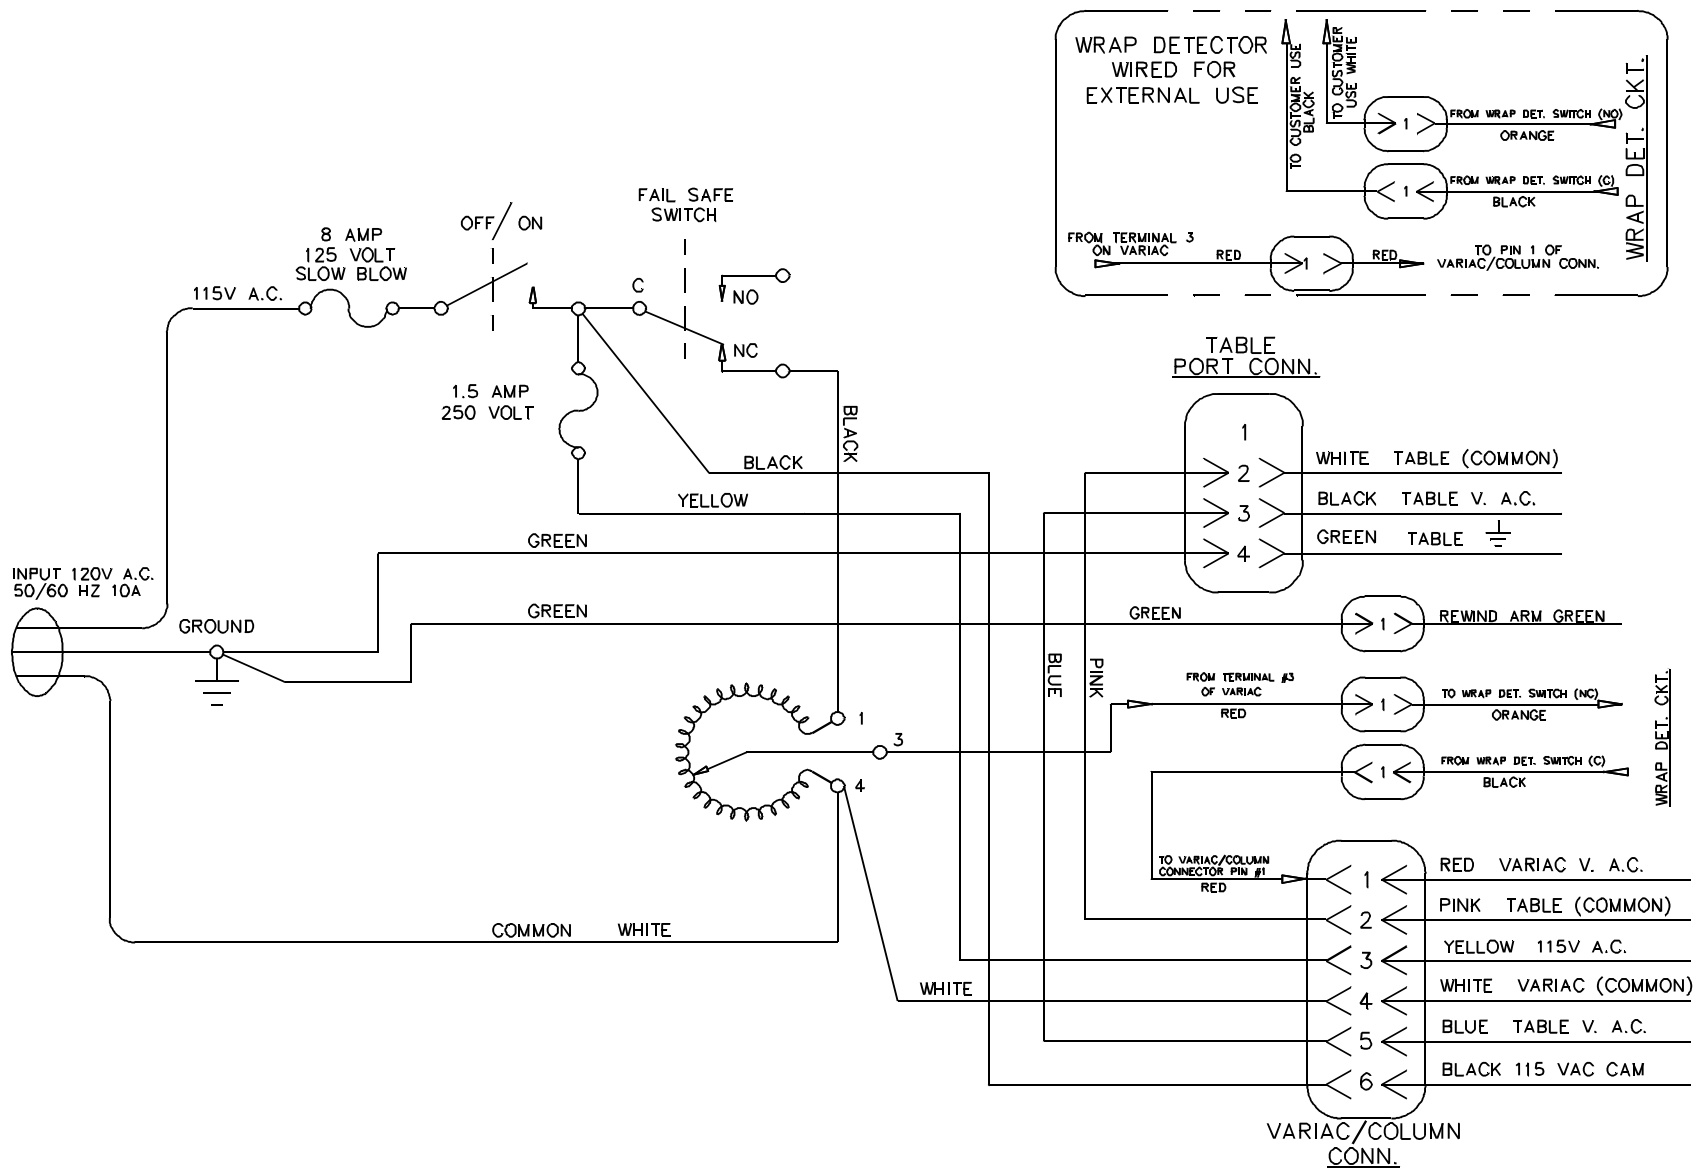 WRAP DETECTOR
WIRED FOR
EXTERNAL USE
TO CUSTOMER USE
BLACK
TO CUSTOMER
USE WHITE
1
FROM WRAP DET. SWITCH (NO)
ORANGE
1
FROM WRAP DET. SWITCH (C)
BLACK
WRAP DET. CKT.
FROM TERMINAL 3
ON VARIAC
RED
1
RED
TO PIN 1 OF
VARIAC/COLUMN CONN.
FAIL SAFE
SWITCH
OFF/ON
8 AMP
125 VOLT
SLOW BLOW
115V A.C.
C
NO
NC
1.5 AMP
250 VOLT
BLACK
BLACK
YELLOW
GREEN
GREEN
GREEN
TABLE
PORT CONN.
1
2
WHITE TABLE (COMMON)
3
BLACK TABLE V. A.C.
4
GREEN TABLE
INPUT 120V A.C.
50/60 HZ 10A
GROUND
1
REWIND ARM GREEN
BLUE
PINK
FROM TERMINAL #3
OF VARIAC
RED
1
TO WRAP DET. SWITCH (NC)
ORANGE
1
FROM WRAP DET. SWITCH (C)
BLACK
WRAP DET. CKT.
1
3
4
TO VARIAC/COLUMN
CONNECTOR PIN #1
RED
COMMON WHITE
WHITE
1
RED VARIAC V. A.C.
2
PINK TABLE (COMMON)
3
YELLOW 115V A.C.
4
WHITE VARIAC (COMMON)
5
BLUE TABLE V. A.C.
6
BLACK 115 VAC CAM
VARIAC/COLUMN
CONN.